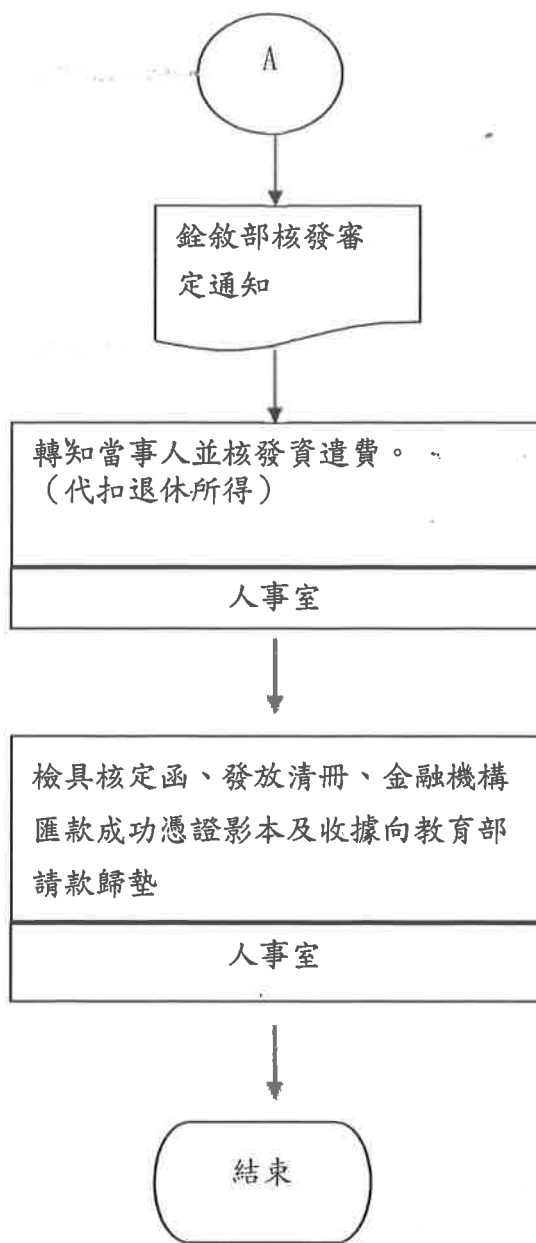 A
銓敘部核發審
定通知
轉知當事人並核發資遣費。
（代扣退休所得）
人事室
檢具核定函、發放清冊、金融機構
匯款成功憑證影本及收據向教育部
請款歸墊
人事室
結束